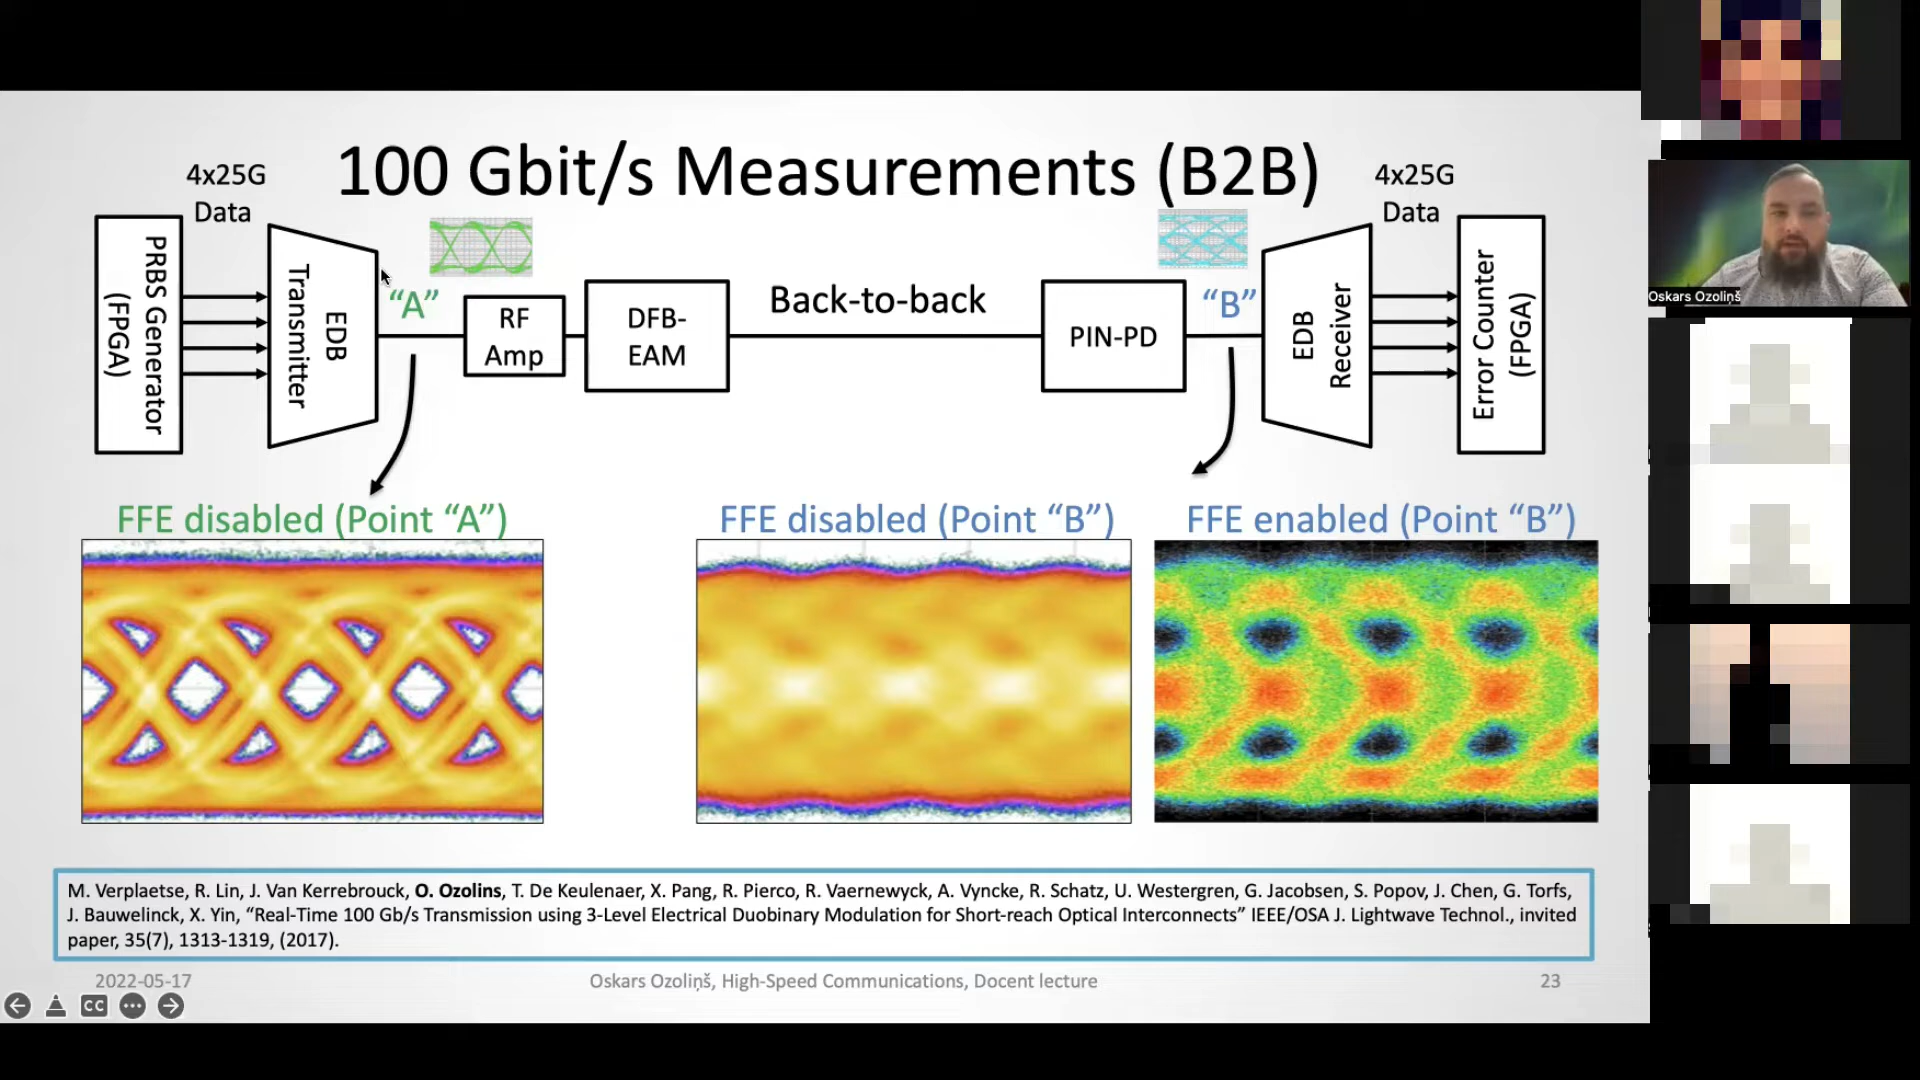 100 Gbit/s Measurements (B2B)
4x25G
Data
4x25G
Data
PRBS Generator
(FPGA)
EDB
Transmitter
“A”
RF
Amp
DFB-
EAM
Back-to-back
PIN-PD
“B”
EDB
Receiver
Error Counter
(FPGA)
Oskars Ozoliņš
FFE disabled (Point “A”)
FFE disabled (Point “B”)
FFE enabled (Point “B”)
M. Verplaetse, R. Lin, J. Van Kerrebrouck, O. Ozolins, T. De Keulenaer, X. Pang, R. Pierco, R. Vaernewyck, A. Vyncke, R. Schatz, U. Westergren, G. Jacobsen, S. Popov, J. Chen, G. Torfs,
J. Bauwelinck, X. Yin, “Real-Time 100 Gb/s Transmission using 3-Level Electrical Duobinary Modulation for Short-reach Optical Interconnects” IEEE/OSA J. Lightwave Technol., invited
paper, 35(7), 1313-1319, (2017).
2022-05-17
Oskars Ozoliņš, High-Speed Communications, Docent lecture
23
CC